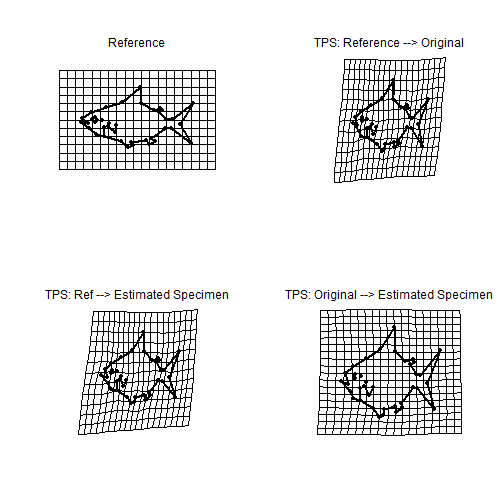 Reference
TPS: Reference --> Original
TPS: Ref --> Estimated Specimen
TPS: Original --> Estimated Specimen